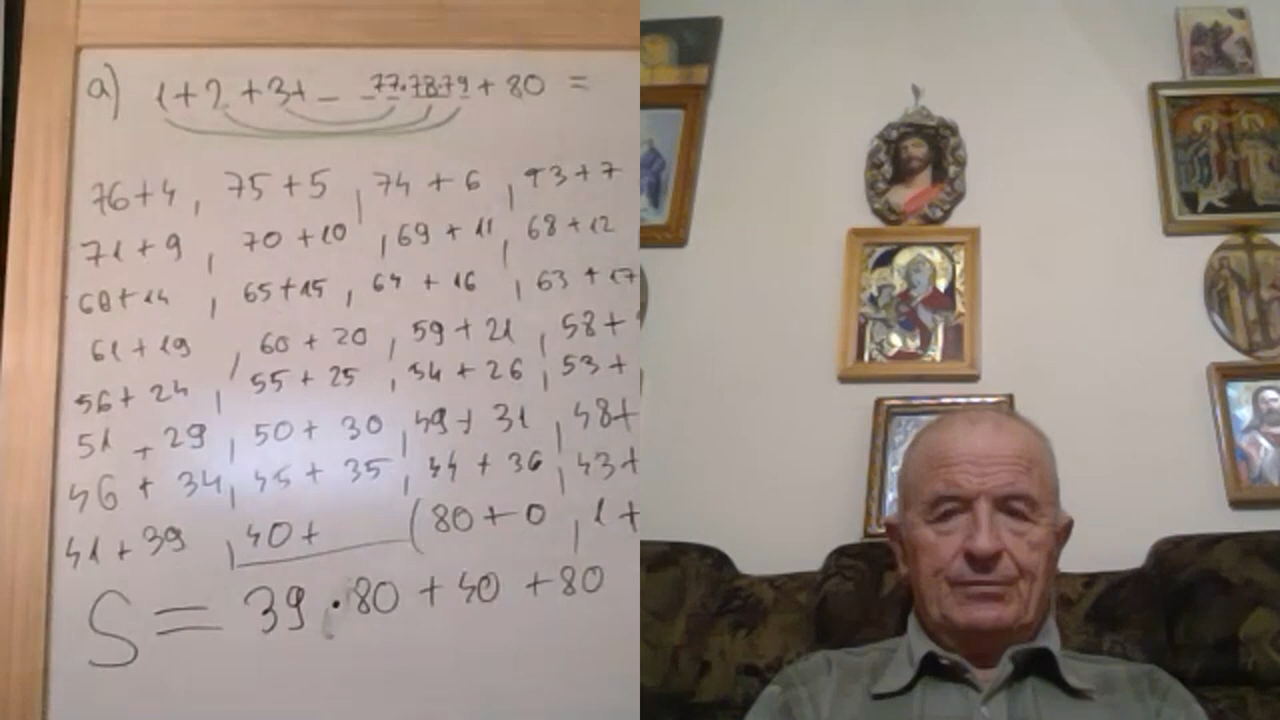 a) 1+2+3+ _ _ 77.78.79+80 =
76+4, 75+5, 74+6, 73+7
71+9, 70+10, 69+11, 68+12
66+14, 65+15, 64+16, 63+17
61+19, 60+20, 59+21, 58+
56+24, 55+25, 54+26, 53+
51+29, 50+30, 49+31, 48+
46+34, 45+35, 44+36, 43+
41+39, 40+ (80+0, 1+
S= 39.80+40+80